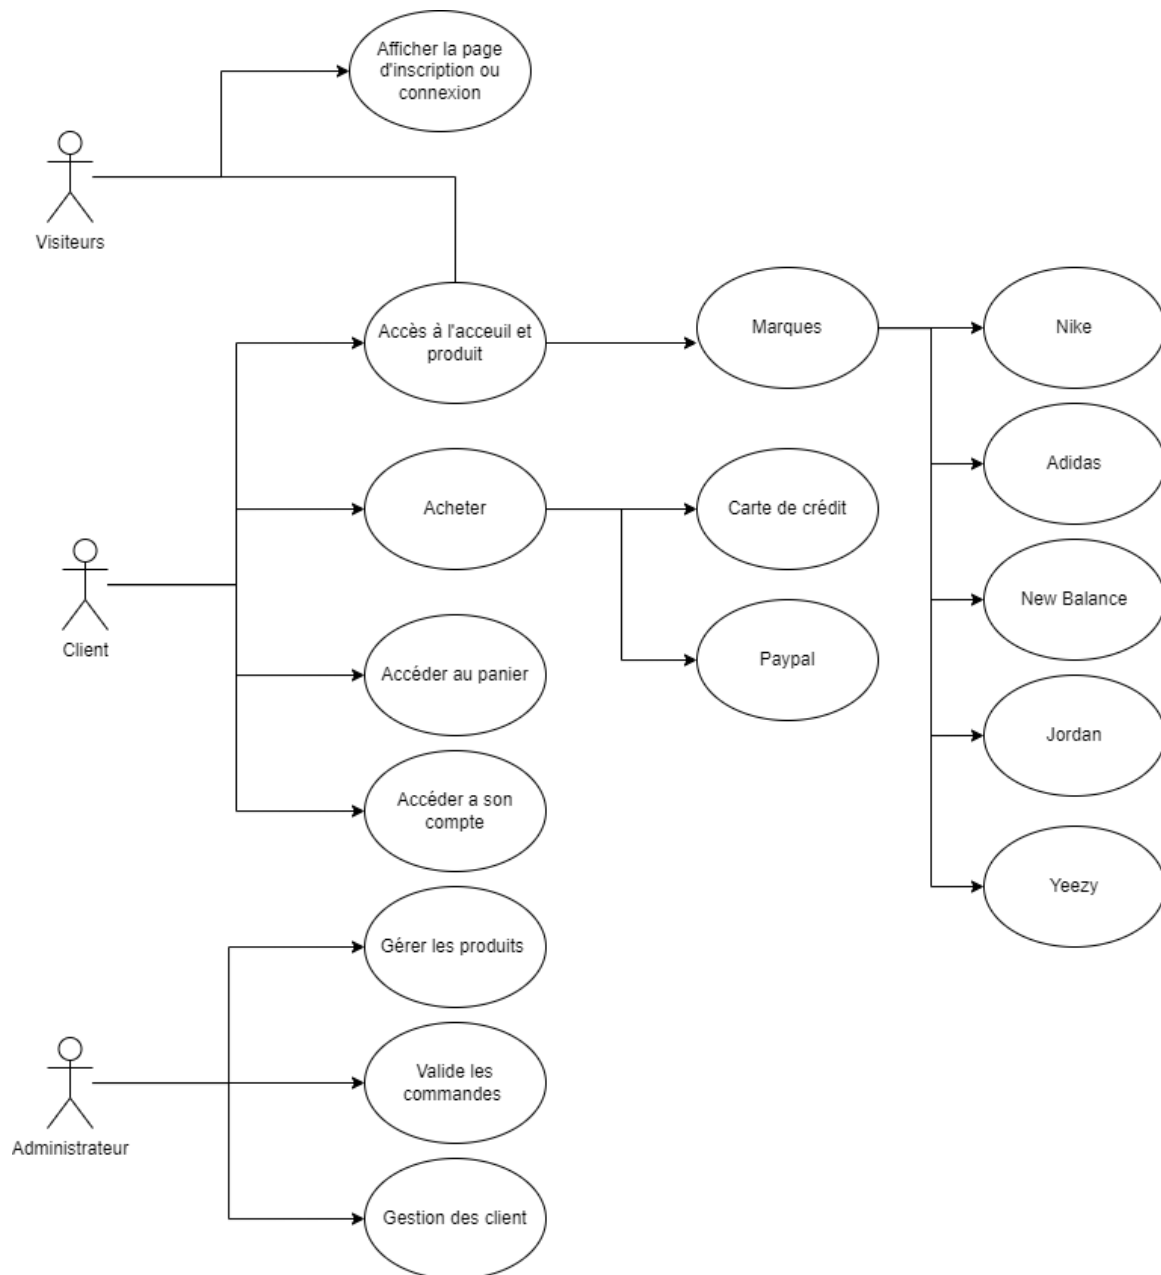 Afficher la page
d'inscription ou
connexion
Visiteurs
Accès à l'acceuil et
produit
Marques
Nike
Adidas
Acheter
Carte de crédit
New Balance
Client
Accéder au panier
Paypal
Jordan
Accéder a son
compte
Yeezy
Gérer les produits
Valide les
commandes
Administrateur
Gestion des client